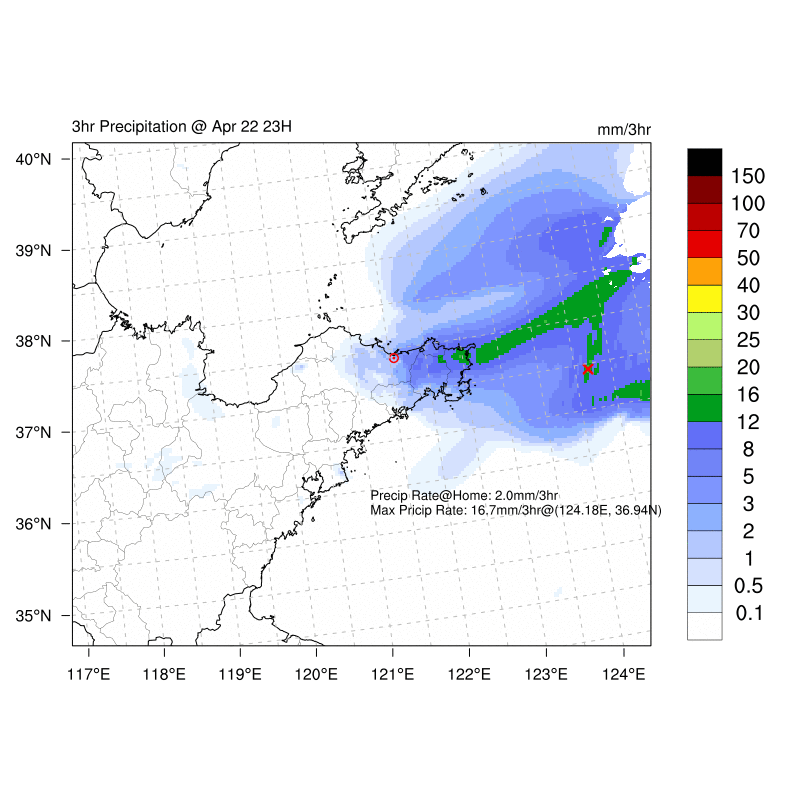 3hr Precipitation @ Apr 22 23H
mm/3hr
40°N
39°N
38°N
37°N
36°N
35°N
117°E
118°E
119°E
120°E
121°E
122°E
123°E
124°E
Precip Rate@Home: 2.0mm/3hr
Max Pricip Rate: 16.7mm/3hr@(124.18E, 36.94N)
150
100
70
50
40
30
25
20
16
12
8
5
3
2
1
0.5
0.1